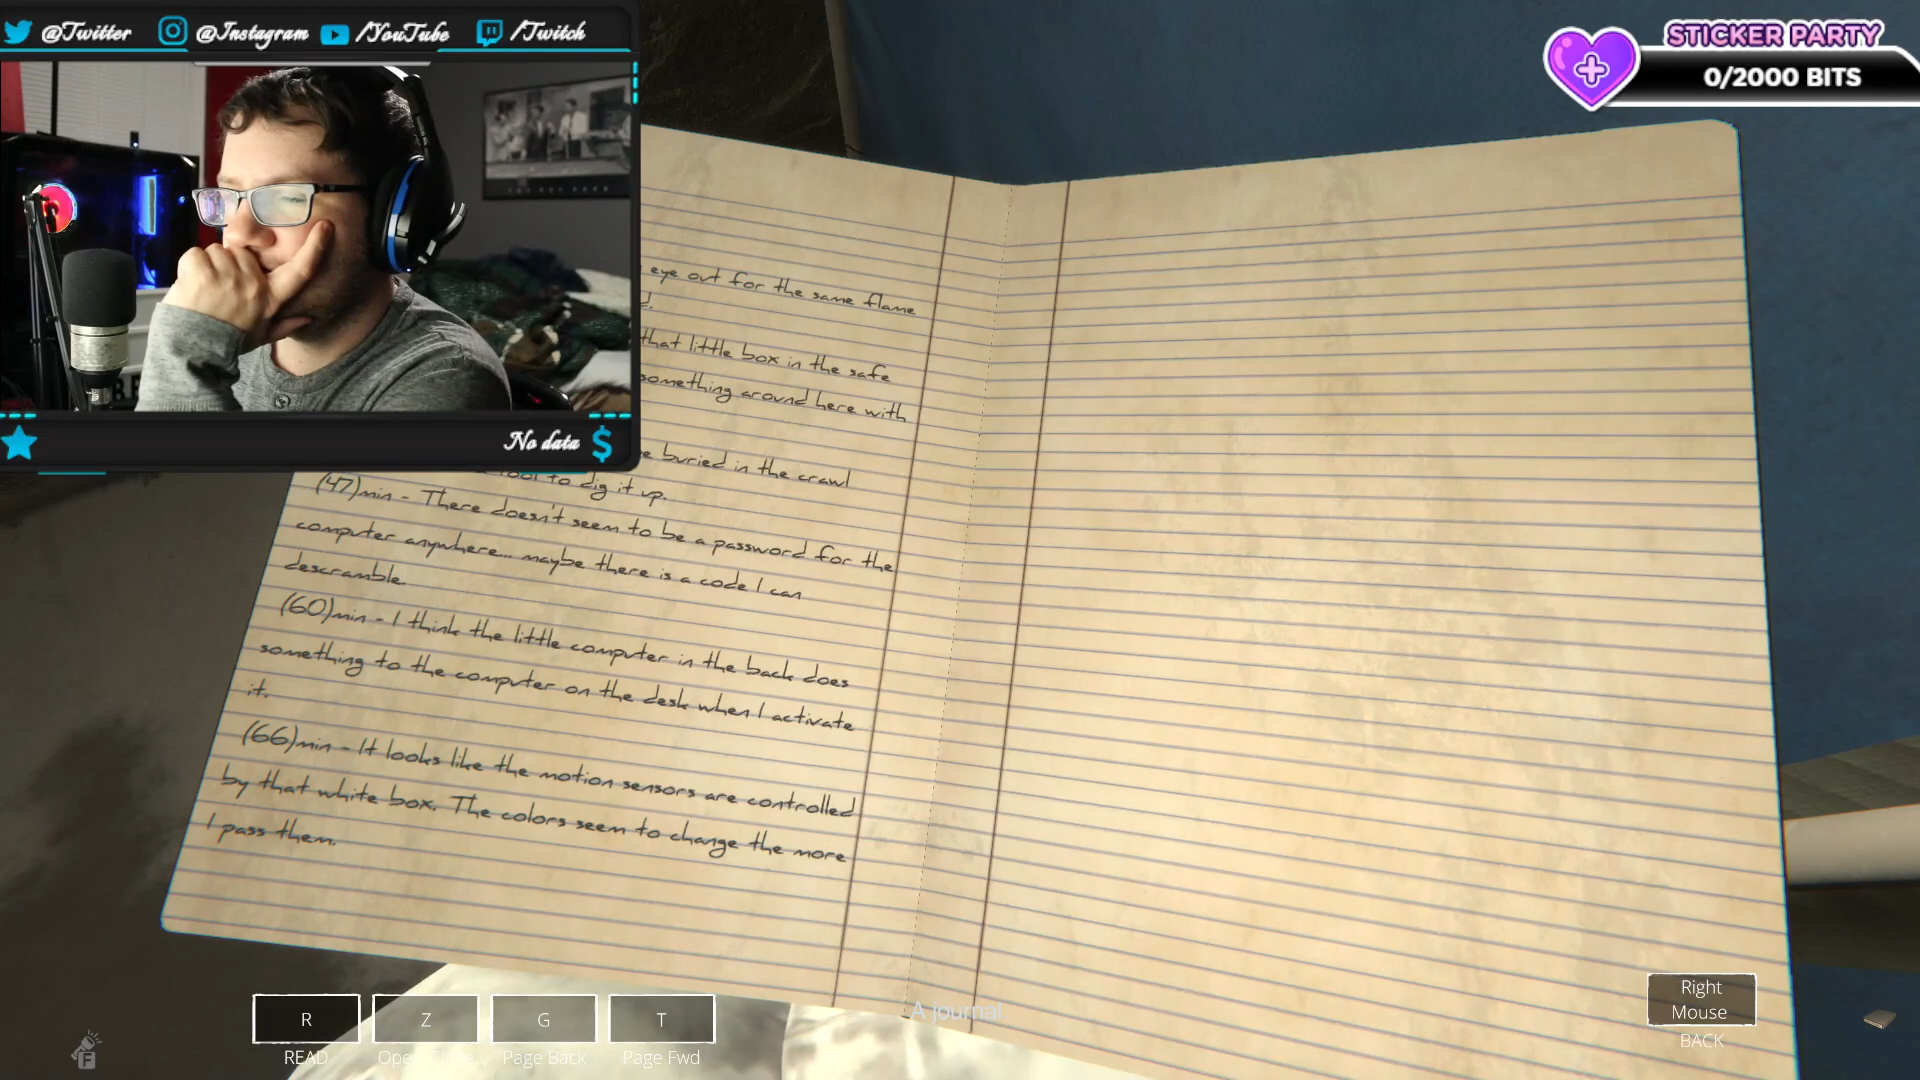 @Twitter @Instagram /YouTube /Twitch
STICKER PARTY
0/2000 BITS
No data
eye out for the same flame
that little box in the safe
something around here with
buried in the crawl
to dig it up.
(47)min - There doesn't seem to be a password for the
computer anywhere... maybe there is a code I can
descramble.
(60)min - I think the little computer in the back does
something to the computer on the desk when I activate
it.
(66)min - It looks like the motion sensors are controlled
by that white box. The colors seem to change the more
I pass them.
A journal
R
Z
G
T
READ
Page Back
Page Fwd
Right
Mouse
BACK
F